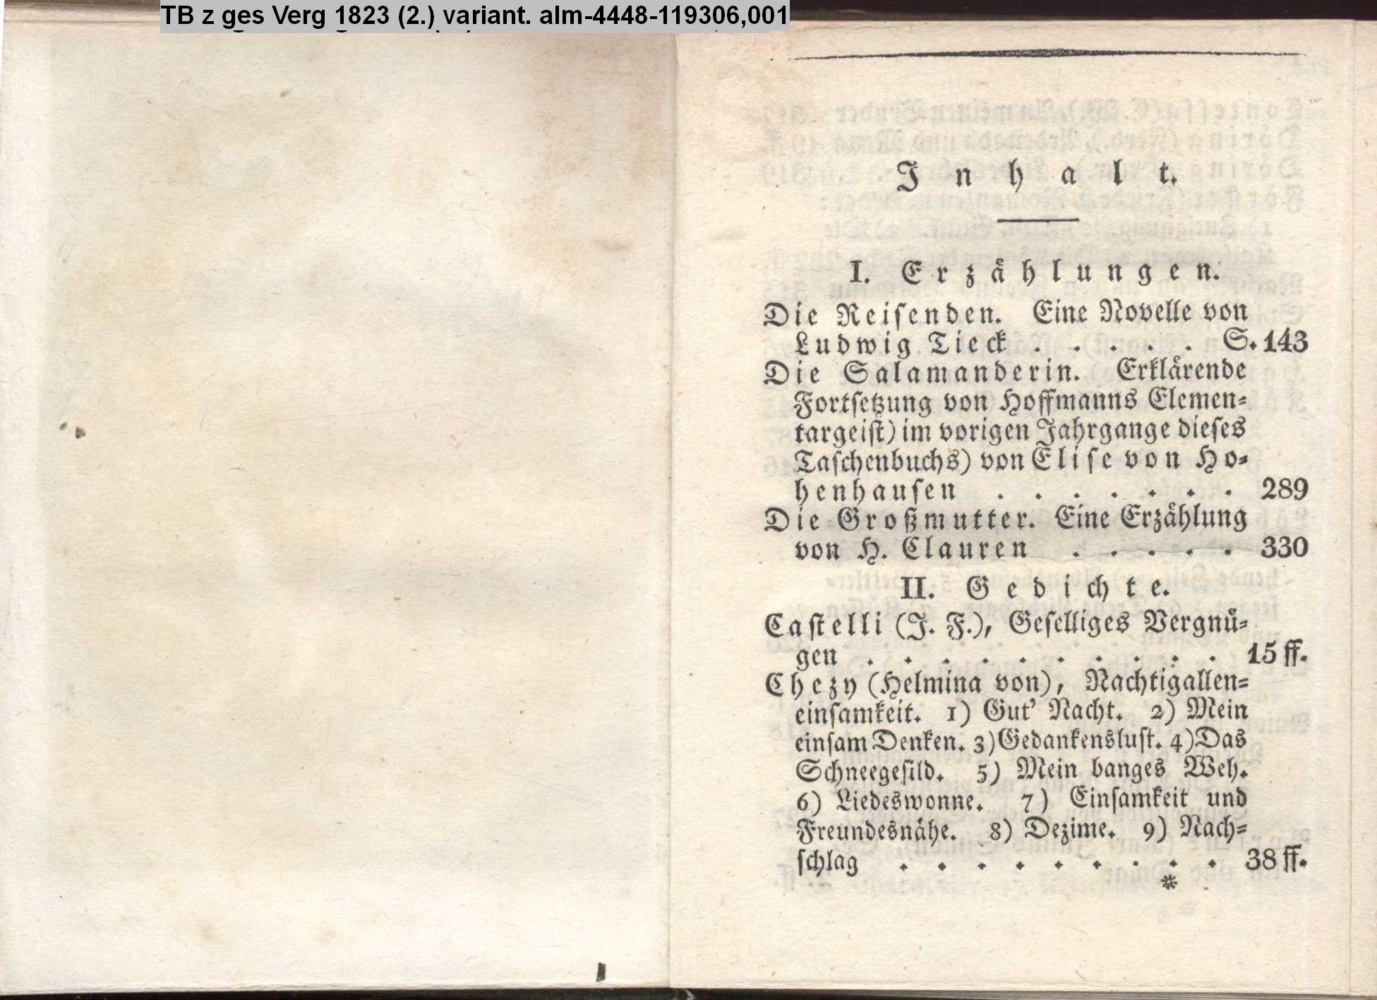 TB z ges Verg 1823 (2.) variant. alm-4448-119306,001
Inhalt.
I. Erzählungen.
Die Reisenden. Eine Novelle von
Ludwig Tieck . . . . . S. 143
Die Salamanderin. Erklärende
Fortsetzung von Hoffmanns Elemen-
targeist) im vorigen Jahrgange dieses
Taschenbuchs) von Elise von Ho-
henhausen . . . . . . . 289
Die Großmutter. Eine Erzählung
von H. Clauren . . . . . 330
II. Gedichte.
Castelli (J. F.), Geselliges Vergnü-
gen . . . . . . . . . . 15 ff.
Chezy (Helmina von), Nachtigallen-
einsamkeit. 1) Gut' Nacht. 2) Mein
einsam Denken. 3) Gedankenslust. 4) Das
Schneegefild. 5) Mein banges Weh.
6) Liedeswonne. 7) Einsamkeit und
Freundesnähe. 8) Dezime. 9) Nach-
schlag . . . . . . . . . 38 ff.
*